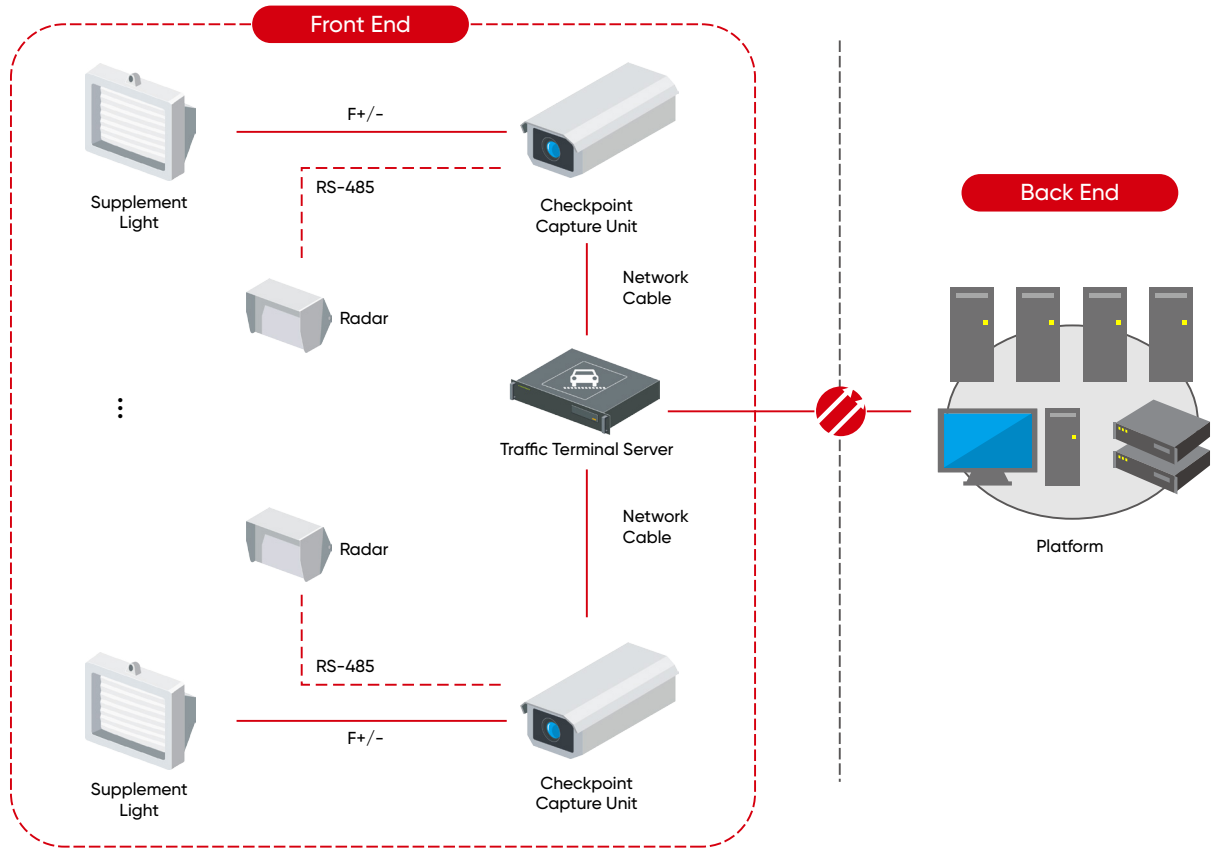 Front End
F+/-
RS-485
Supplement
Light
Checkpoint
Capture Unit
Network
Cable
Radar
Traffic Terminal Server
Network
Cable
Radar
RS-485
F+/-
Supplement
Light
Checkpoint
Capture Unit
Back End
Platform